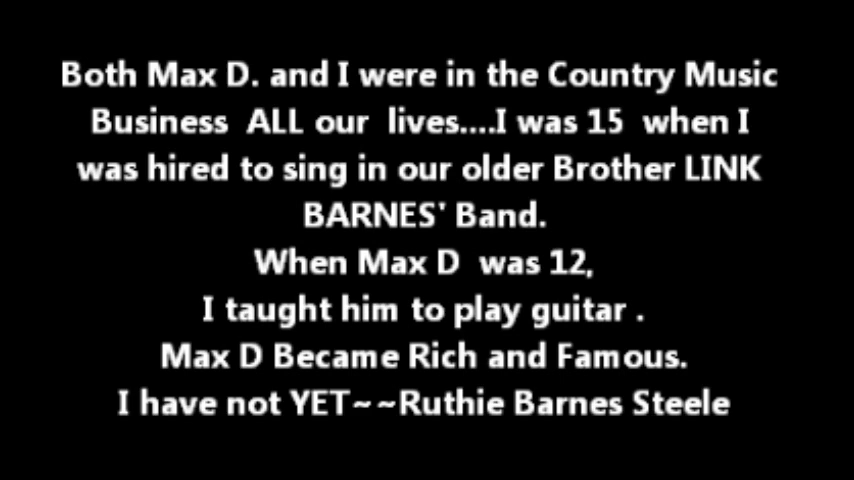 Both Max D. and I were in the Country Music
Business  ALL our  lives....I was 15  when I
was hired to sing in our older Brother LINK
BARNES' Band.
When Max D  was 12,
I taught him to play guitar .
Max D Became Rich and Famous.
I have not YET~~Ruthie Barnes Steele